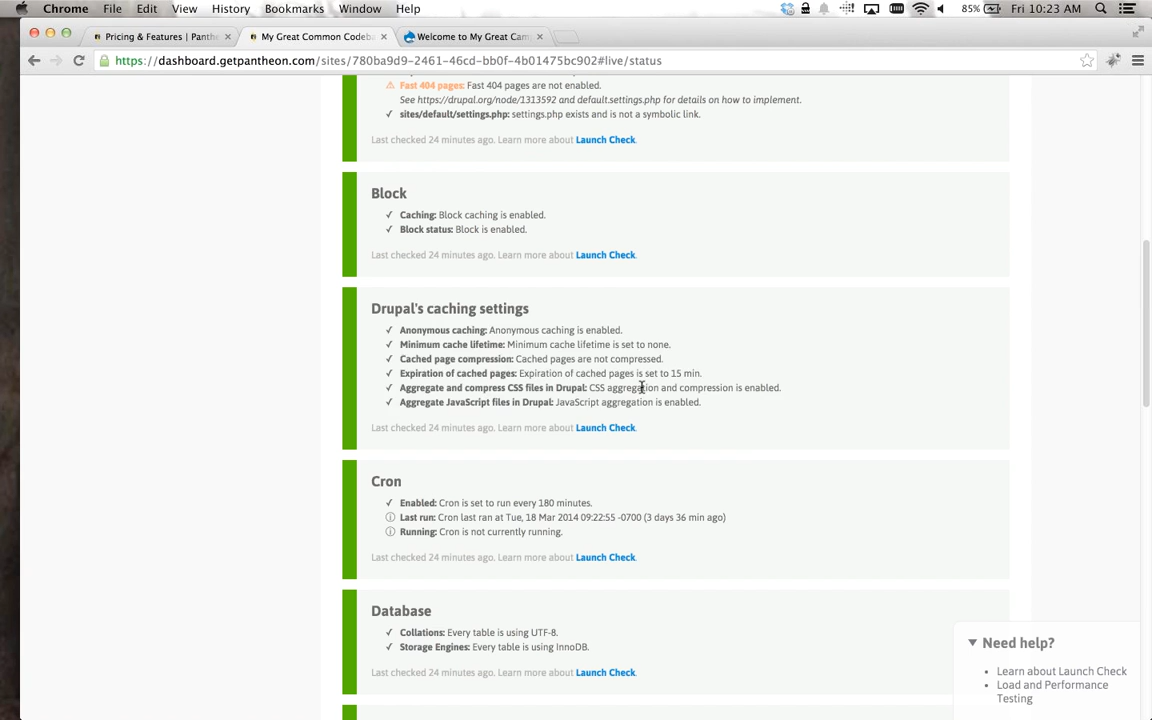 Chrome File Edit View History Bookmarks Window Help 85% Fri 10:23 AM
Pricing & Features | Panthe
My Great Common Codeba
Welcome to My Great Cam
https://dashboard.getpantheon.com/sites/780ba9d9-2461-46cd-bb0f-4b01475bc902#live/status
Fast 404 pages: Fast 404 pages are not enabled.
See https://drupal.org/node/1313592 and default.settings.php for details on how to implement.
✓ sites/default/settings.php: settings.php exists and is not a symbolic link.
Last checked 24 minutes ago. Learn more about Launch Check.
Block
✓ Caching: Block caching is enabled.
✓ Block status: Block is enabled.
Last checked 24 minutes ago. Learn more about Launch Check.
Drupal's caching settings
✓ Anonymous caching: Anonymous caching is enabled.
✓ Minimum cache lifetime: Minimum cache lifetime is set to none.
✓ Cached page compression: Cached pages are not compressed.
✓ Expiration of cached pages: Expiration of cached pages is set to 15 min.
✓ Aggregate and compress CSS files in Drupal: CSS aggregation and compression is enabled.
✓ Aggregate JavaScript files in Drupal: JavaScript aggregation is enabled.
Last checked 24 minutes ago. Learn more about Launch Check.
Cron
✓ Enabled: Cron is set to run every 180 minutes.
Last run: Cron last ran at Tue, 18 Mar 2014 09:22:55 -0700 (3 days 36 min ago)
Running: Cron is not currently running.
Last checked 24 minutes ago. Learn more about Launch Check.
Database
✓ Collations: Every table is using UTF-8.
✓ Storage Engines: Every table is using InnoDB.
Last checked 24 minutes ago. Learn more about Launch Check.
Need help?
Learn about Launch Check
Load and Performance
Testing